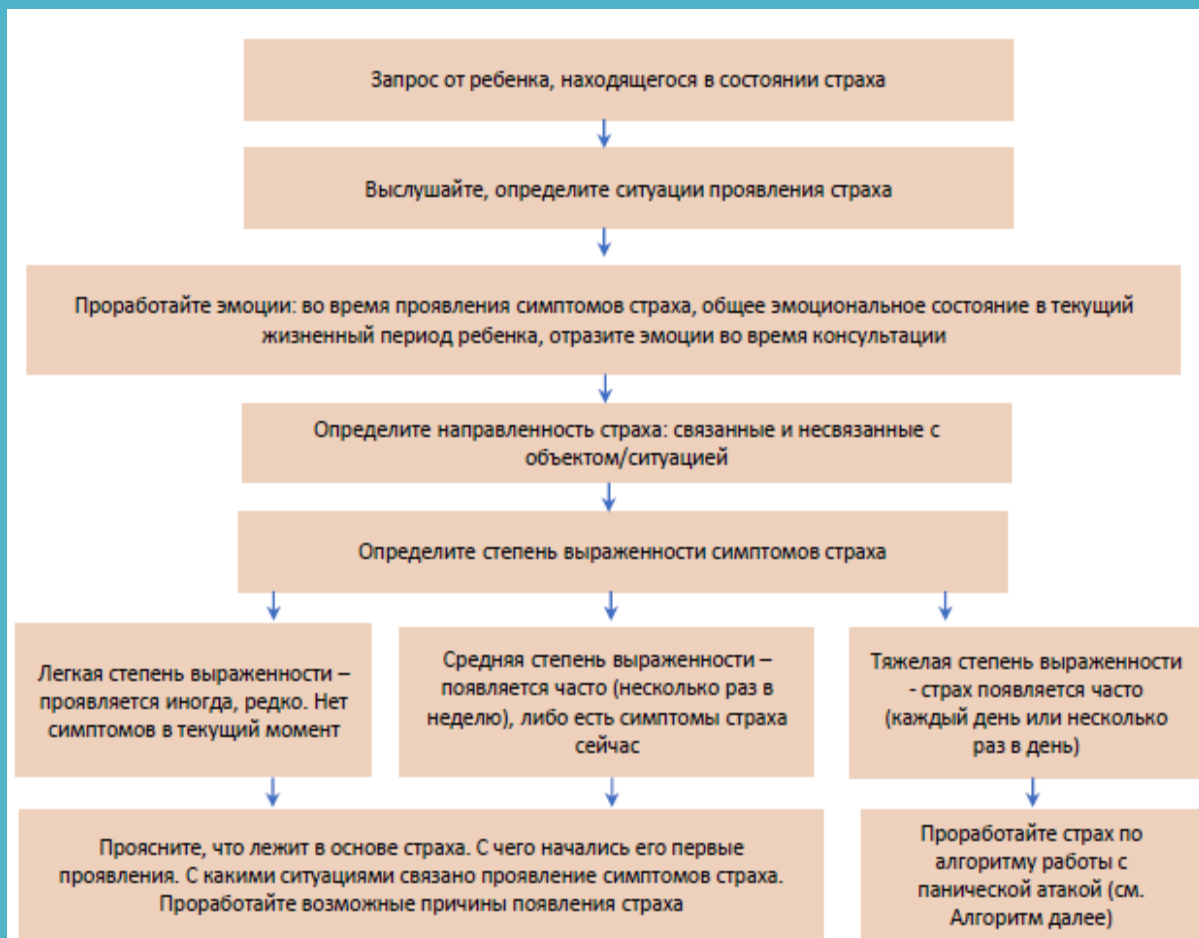 Запрос от ребенка, находящегося в состоянии страха
Выслушайте, определите ситуации проявления страха
Проработайте эмоции: во время проявления симптомов страха, общее эмоциональное состояние в текущий
жизненный период ребенка, отразите эмоции во время консультации
Определите направленность страха: связанные и несвязанные с
объектом/ситуацией
Определите степень выраженности симптомов страха
Легкая степень выраженности –
проявляется иногда, редко. Нет
симптомов в текущий момент
Средняя степень выраженности –
появляется часто (несколько раз в
неделю), либо есть симптомы страха
сейчас
Тяжелая степень выраженности
- страх появляется часто
(каждый день или несколько
раз в день)
Проясните, что лежит в основе страха. С чего начались его первые
проявления. С какими ситуациями связано проявление симптомов страха.
Проработайте возможные причины появления страха
Проработайте страх по
алгоритму работы с
панической атакой (см.
Алгоритм далее)